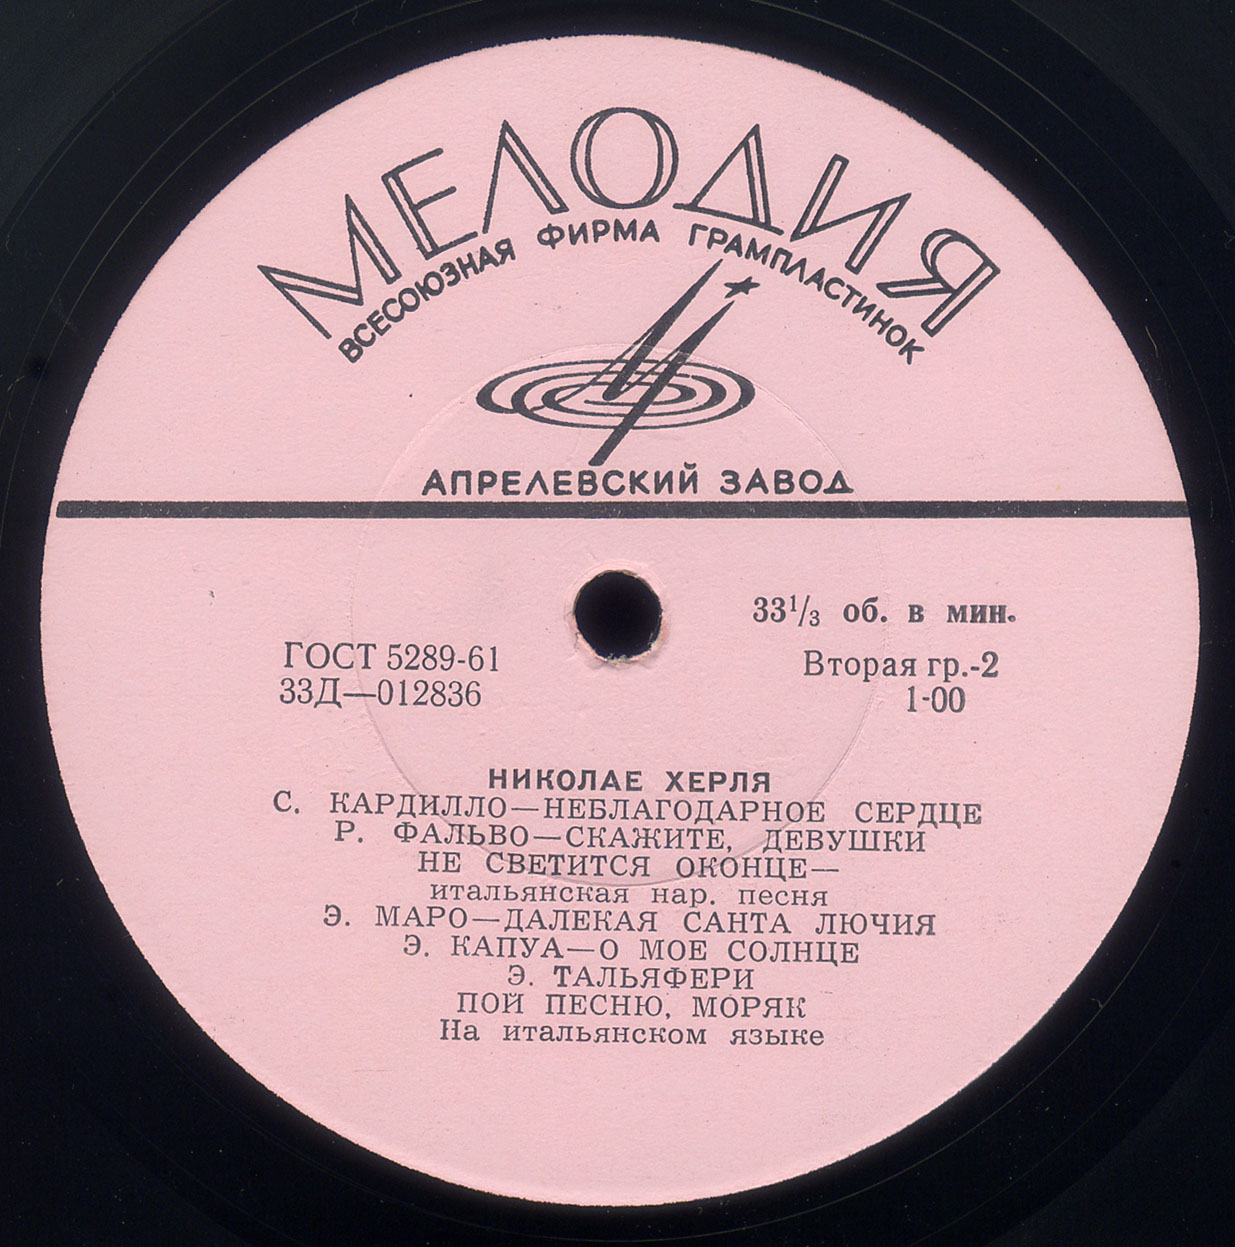 МЕЛОДИЯ
ВСЕСОЮЗНАЯ ФИРМА ГРАМПЛАСТИНОК
АПРЕЛЕВСКИЙ ЗАВОД
33 1/3 об. в мин.
ГОСТ 5289-61
Вторая гр.-2
33Д—012836
1-00
НИКОЛАЕ ХЕРЛЯ
С. КАРДИЛЛО—НЕБЛАГОДАРНОЕ СЕРДЦЕ
Р. ФАЛЬВО—СКАЖИТЕ, ДЕВУШКИ
НЕ СВЕТИТСЯ ОКОНЦЕ—
итальянская нар. песня
Э. МАРО—ДАЛЕКАЯ САНТА ЛЮЧИЯ
Э. КАПУА—О МОЕ СОЛНЦЕ
Э. ТАЛЬЯФЕРИ
ПОЙ ПЕСНЮ, МОРЯК
На итальянском языке